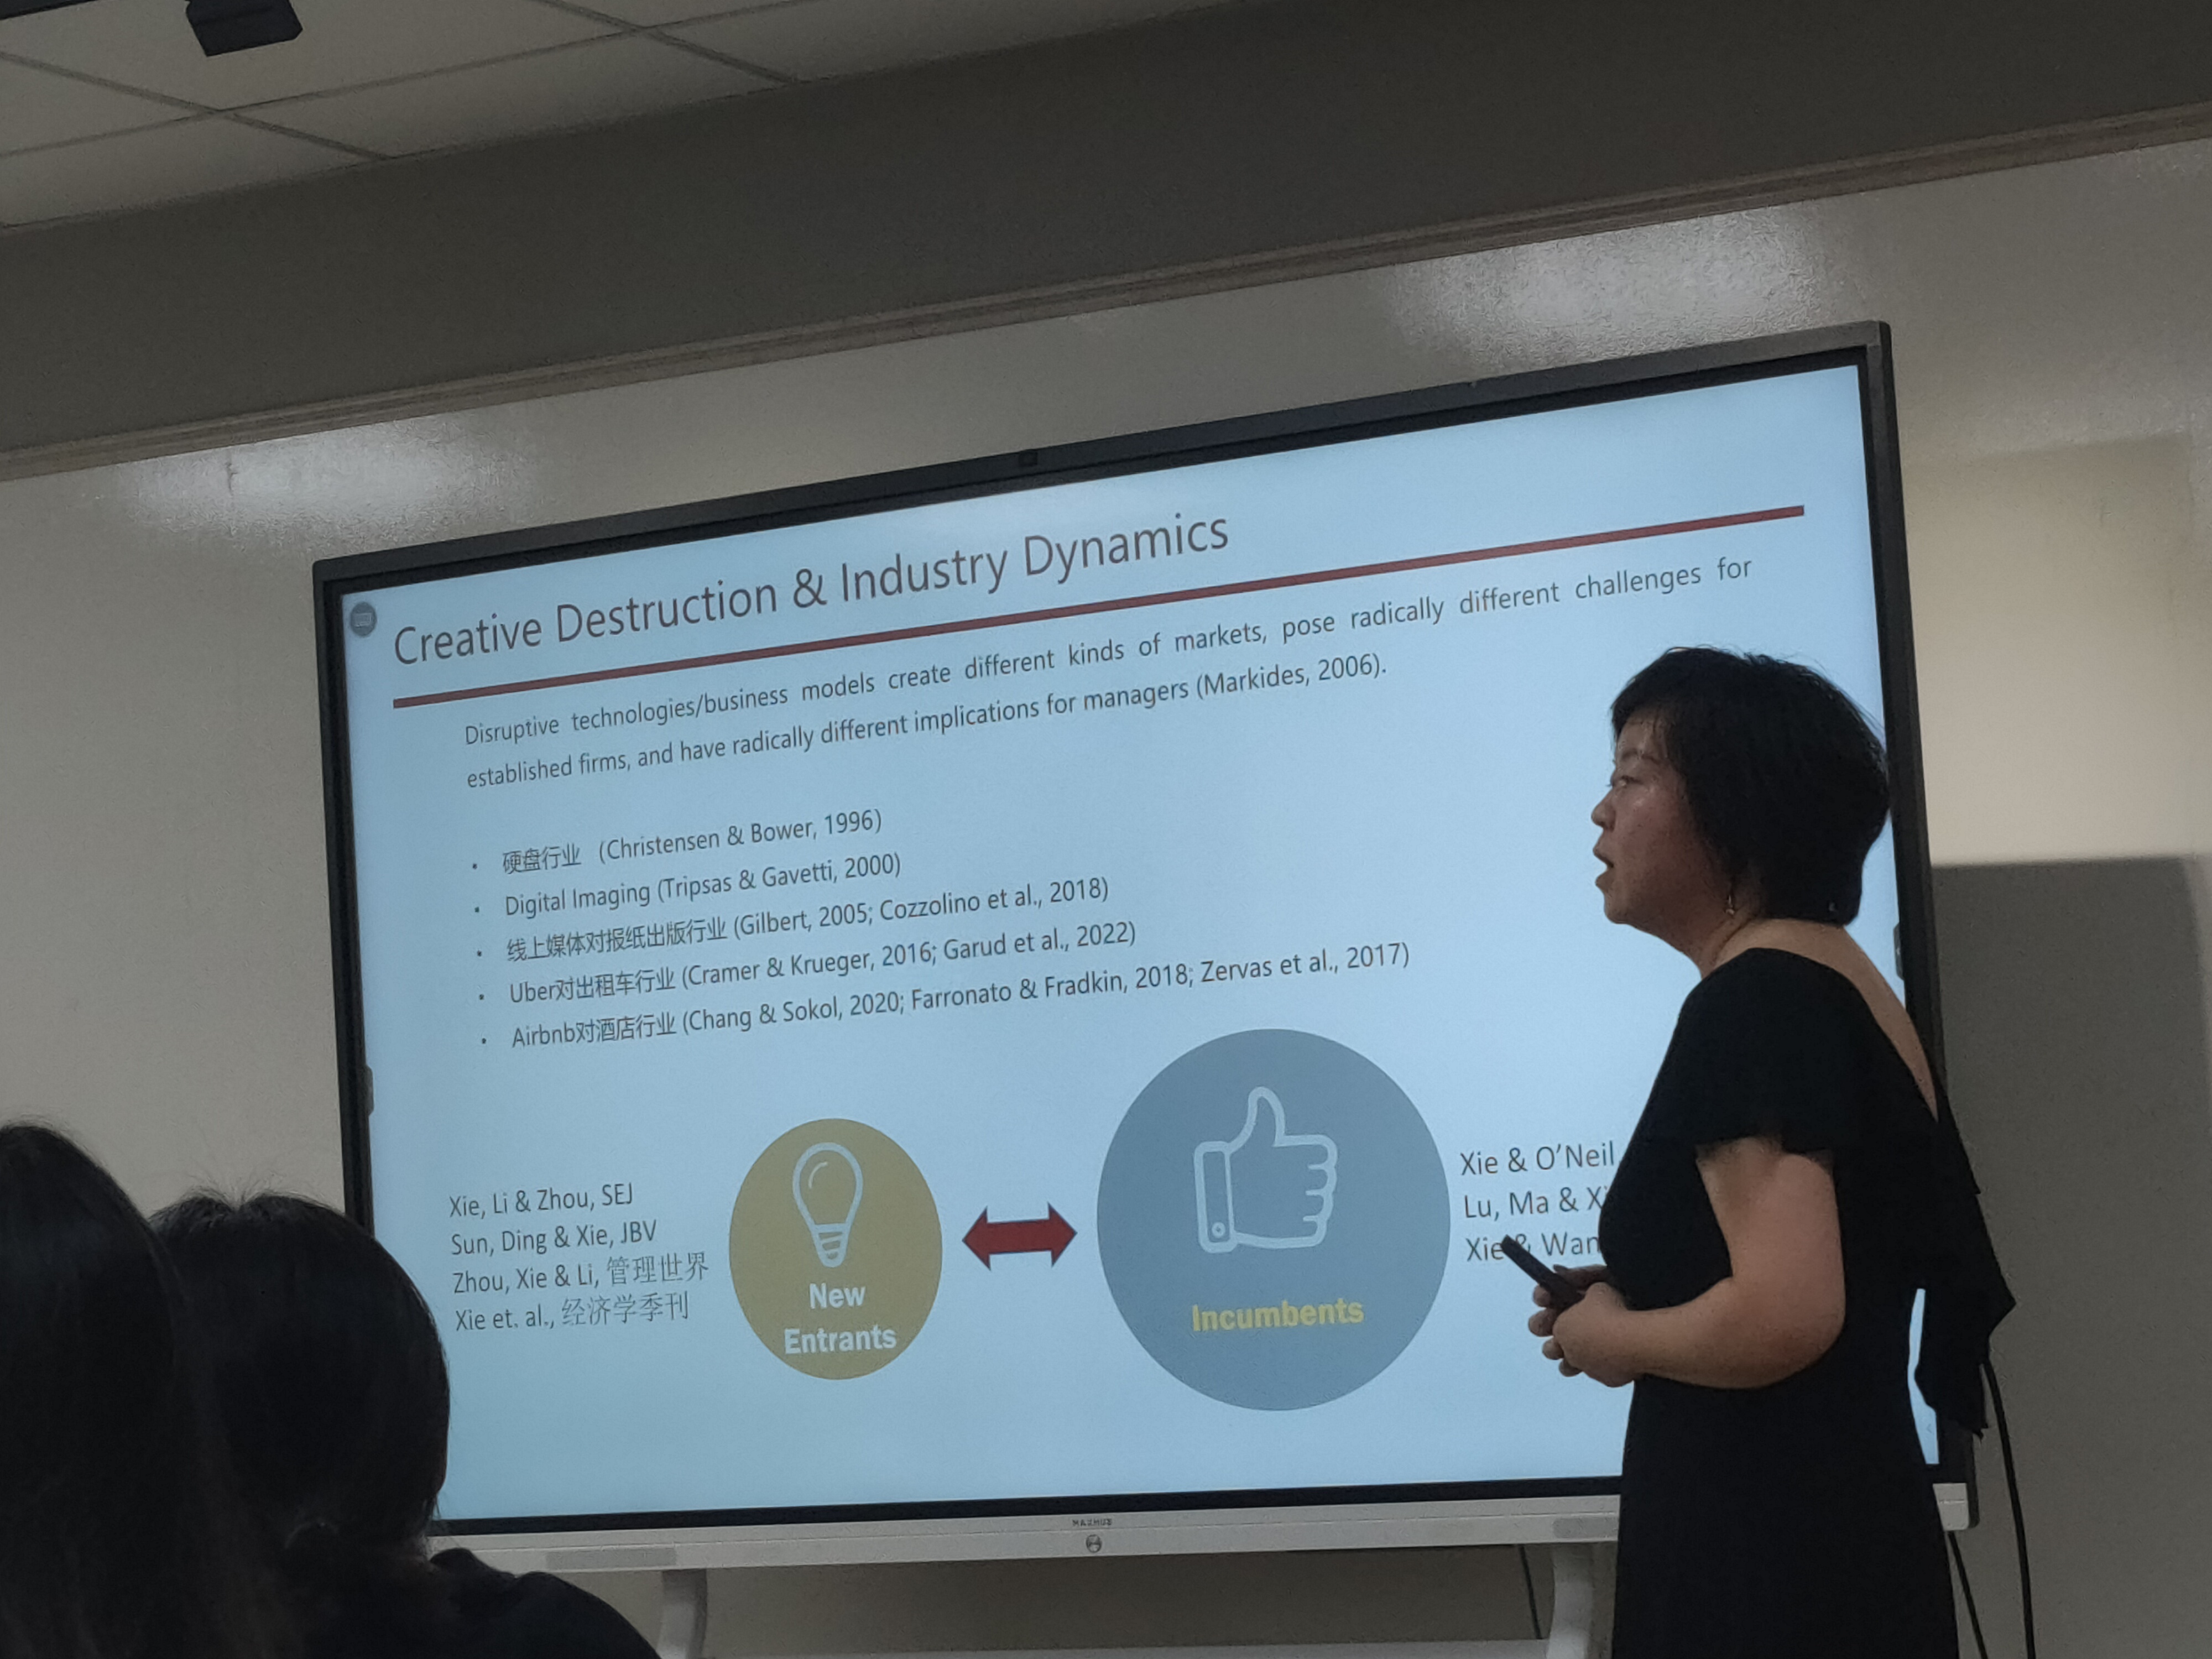 Creative Destruction & Industry Dynamics
Disruptive technologies/business models create different kinds of markets, pose radically different challenges for
established firms, and have radically different implications for managers (Markides, 2006).
• 硬盘行业 (Christensen & Bower, 1996)
• Digital Imaging (Tripsas & Gavetti, 2000)
• 线上媒体对报纸出版行业 (Gilbert, 2005; Cozzolino et al., 2018)
• Uber对出租车行业 (Cramer & Krueger, 2016; Garud et al., 2022)
• Airbnb对酒店行业 (Chang & Sokol, 2020; Farronato & Fradkin, 2018; Zervas et al., 2017)
Xie, Li & Zhou, SEJ
Sun, Ding & Xie, JBV
Zhou, Xie & Li, 管理世界
Xie et. al., 经济学季刊
New
Entrants
Incumbents
Xie & O'Neil
Lu, Ma &
Xie &
MAXHUB